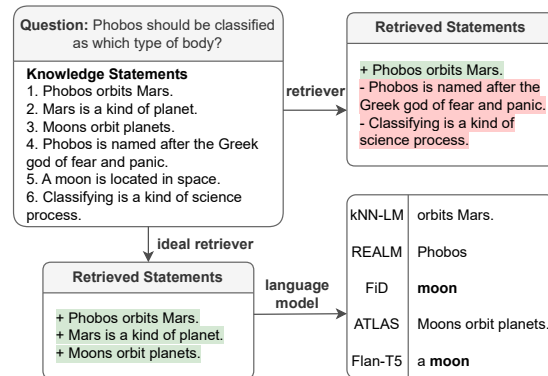 Question: Phobos should be classified
as which type of body?
Knowledge Statements
1. Phobos orbits Mars.
2. Mars is a kind of planet.
3. Moons orbit planets.
4. Phobos is named after the Greek
god of fear and panic.
5. A moon is located in space.
6. Classifying is a kind of science
process.
retriever
Retrieved Statements
+ Phobos orbits Mars.
- Phobos is named after the
Greek god of fear and panic.
- Classifying is a kind of
science process.
ideal retriever
Retrieved Statements
+ Phobos orbits Mars.
+ Mars is a kind of planet.
+ Moons orbit planets.
language
model
kNN-LM orbits Mars.
REALM Phobos
FiD moon
ATLAS Moons orbit planets.
Flan-T5 a moon